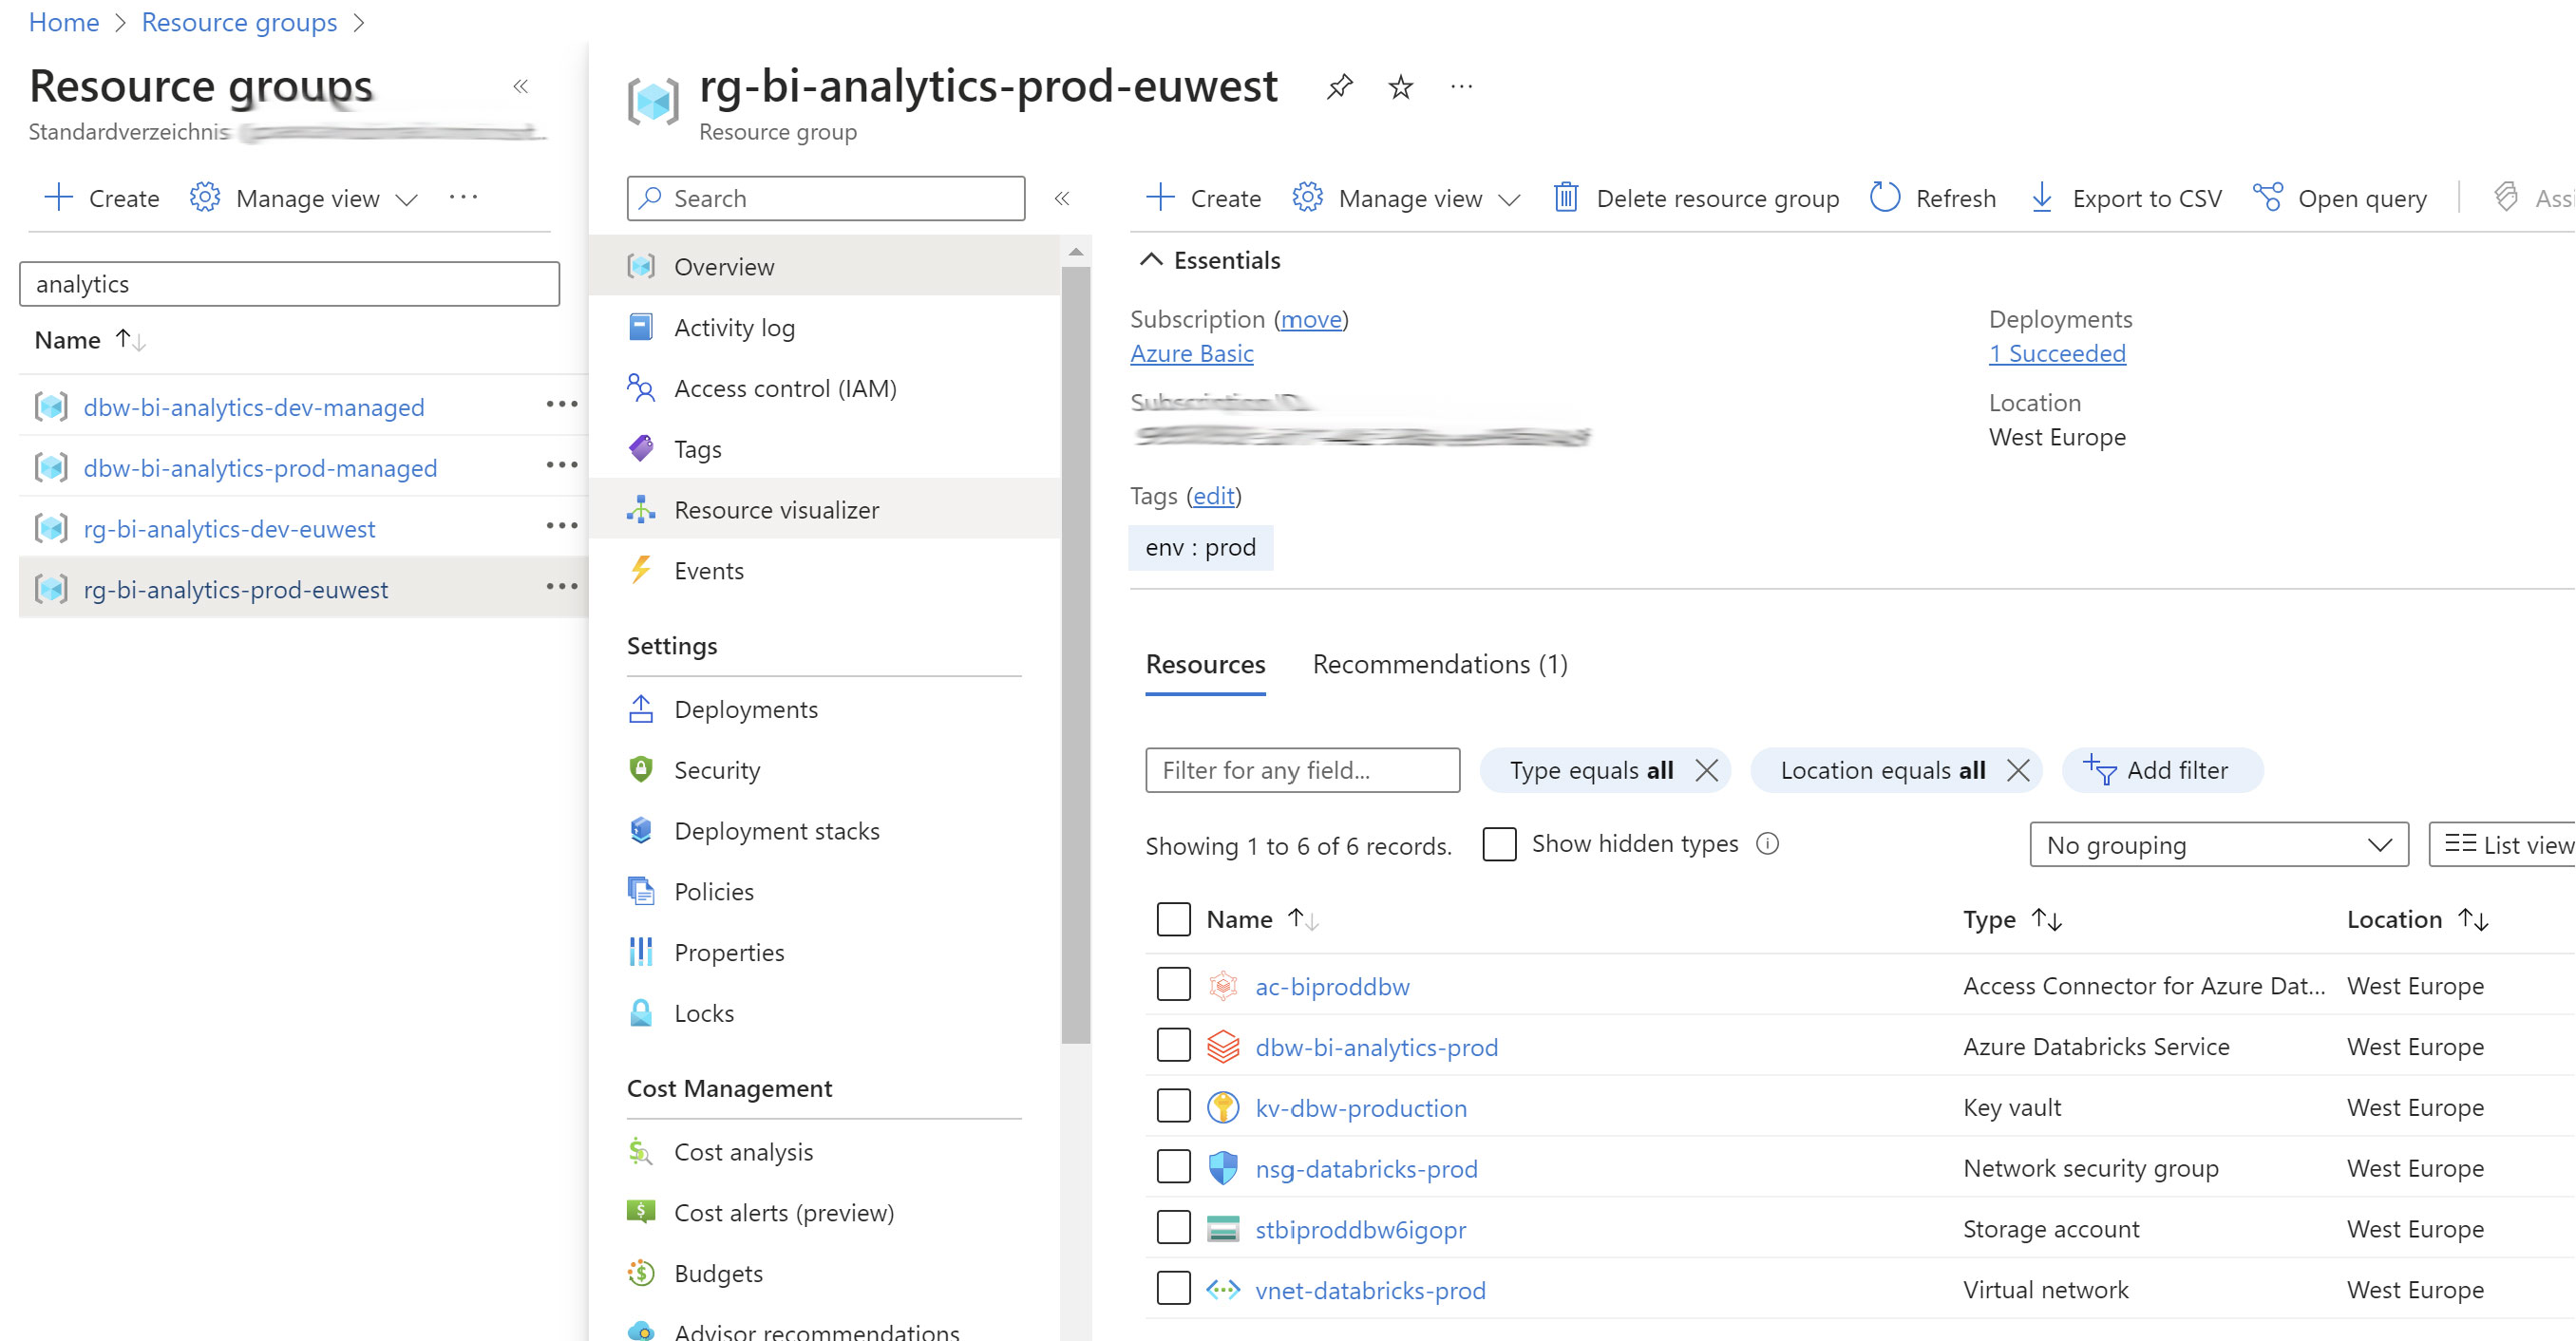 Home > Resource groups >
Resource groups
Standardverzeichnis
Create
Manage view
analytics
Name
dbw-bi-analytics-dev-managed
dbw-bi-analytics-prod-managed
rg-bi-analytics-dev-euwest
rg-bi-analytics-prod-euwest
rg-bi-analytics-prod-euwest
Resource group
Search
Overview
Activity log
Access control (IAM)
Tags
Resource visualizer
Events
Settings
Deployments
Security
Deployment stacks
Policies
Properties
Locks
Cost Management
Cost analysis
Cost alerts (preview)
Budgets
Advisor recommendations
Create Manage view Delete resource group Refresh Export to CSV Open query Assi
Essentials
Subscription (move)
Azure Basic
Subscription ID
Deployments
1 Succeeded
Location
West Europe
Tags (edit)
env : prod
Resources Recommendations (1)
Filter for any field... Type equals all Location equals all Add filter
Showing 1 to 6 of 6 records. Show hidden types No grouping List view
Name Type Location
ac-biproddbw Access Connector for Azure Dat... West Europe
dbw-bi-analytics-prod Azure Databricks Service West Europe
kv-dbw-production Key vault West Europe
nsg-databricks-prod Network security group West Europe
stbiproddbw6igopr Storage account West Europe
vnet-databricks-prod Virtual network West Europe